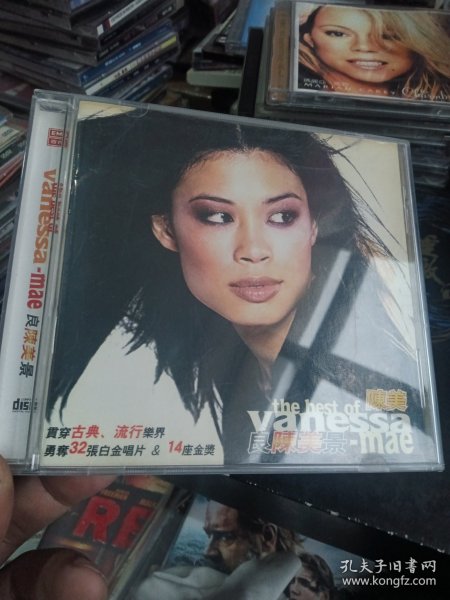 MARIAH CAREY
vanessa-mae 良陳美景
disc
the best of 陳美
vanessa
良陳美景-mae
貫穿古典、流行樂界
勇奪32張白金唱片 & 14座金獎
孔夫子旧书网
www.kongfz.com